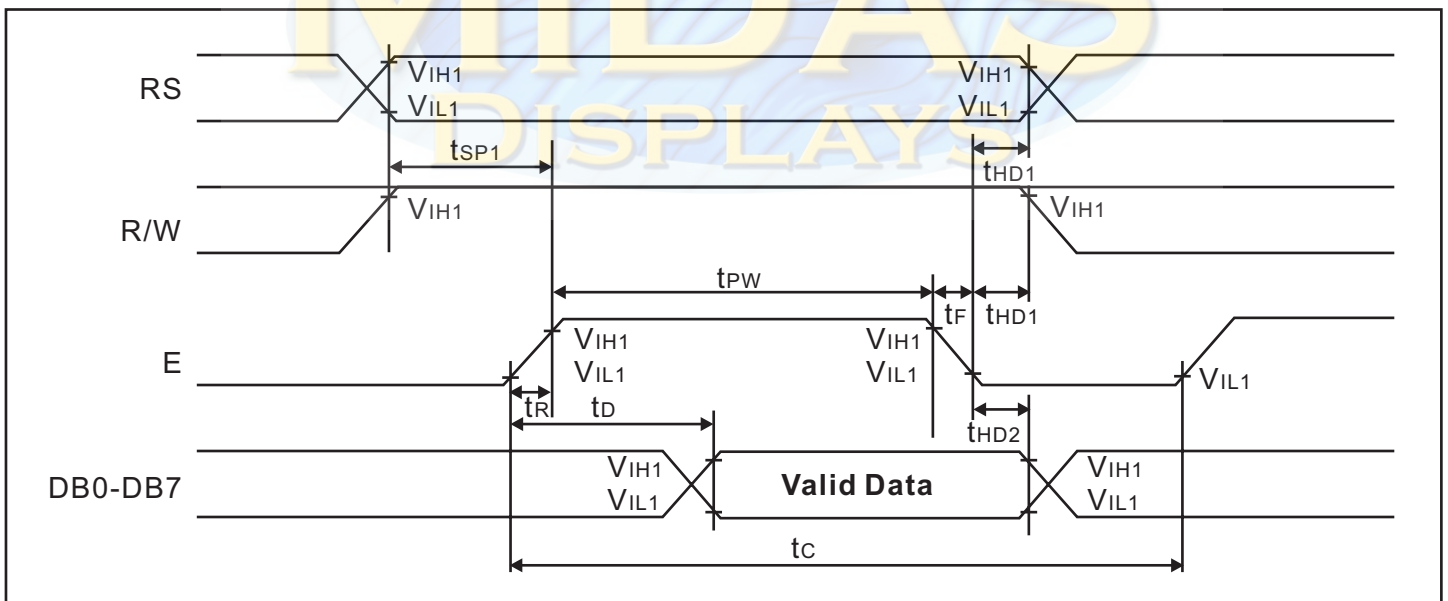 MIDAS
DISPLAYS
RS
VIH1
VIL1
VIH1
VIL1
tSP1
tHD1
R/W
VIH1
VIH1
tPW
tF
tHD1
E
VIH1
VIL1
VIH1
VIL1
VIL1
tR
tD
tHD2
DB0-DB7
VIH1
VIL1
Valid Data
VIH1
VIL1
tC